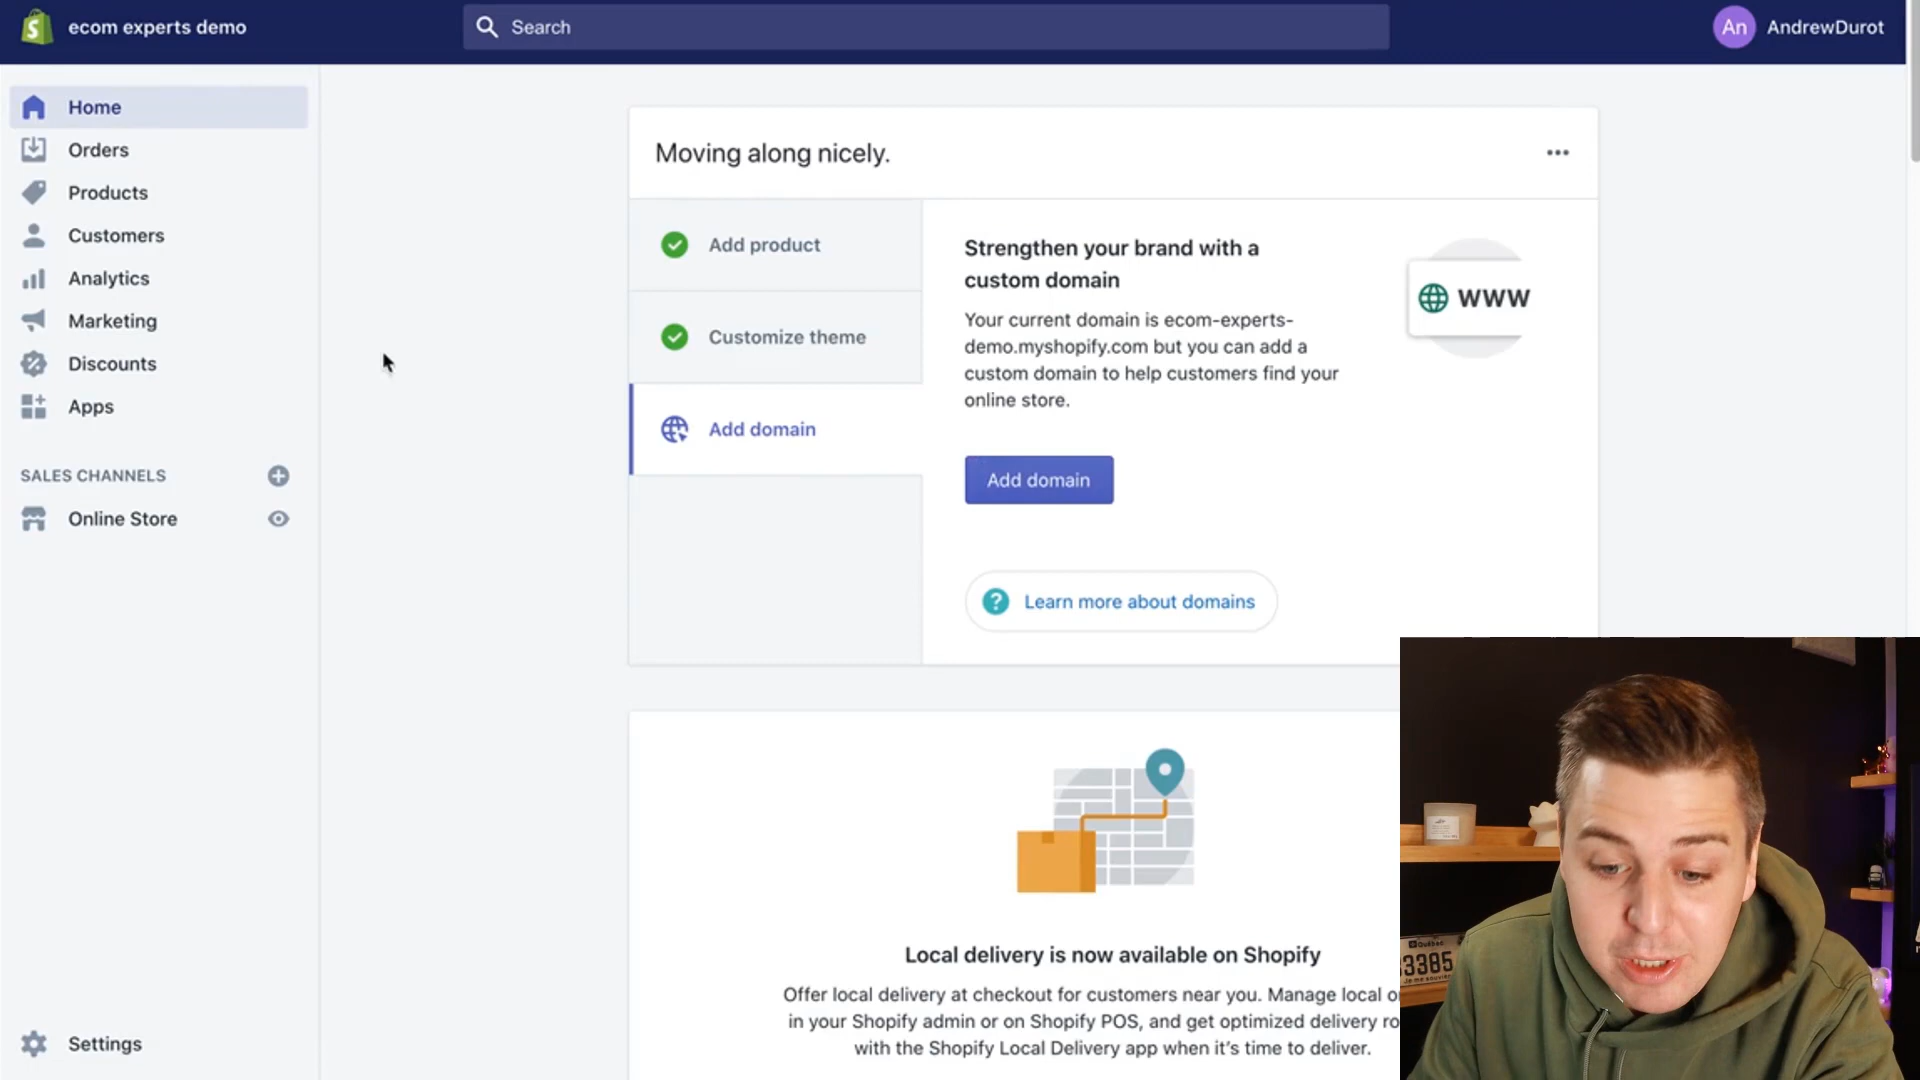 ecom experts demo
Search
An
AndrewDurot
Home
Orders
Products
Customers
Analytics
Marketing
Discounts
Apps
SALES CHANNELS
Online Store
Settings
Moving along nicely.
Add product
Customize theme
Add domain
Strengthen your brand with a
custom domain
Your current domain is ecom-experts-
demo.myshopify.com but you can add a
custom domain to help customers find your
online store.
WWW
Add domain
Learn more about domains
Local delivery is now available on Shopify
Offer local delivery at checkout for customers near you. Manage local
in your Shopify admin or on Shopify POS, and get optimized delivery
with the Shopify Local Delivery app when it's time to deliver.
Québec
3385
Je me